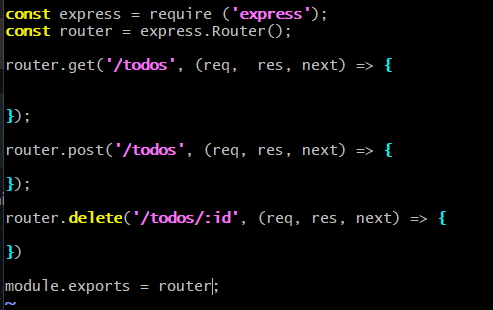 const express = require ('express');
const router = express.Router();
router.get('/todos', (req,  res, next) => {
});
router.post('/todos', (req, res, next) => {
});
router.delete('/todos/:id', (req, res, next) => {
})
module.exports = router;
~